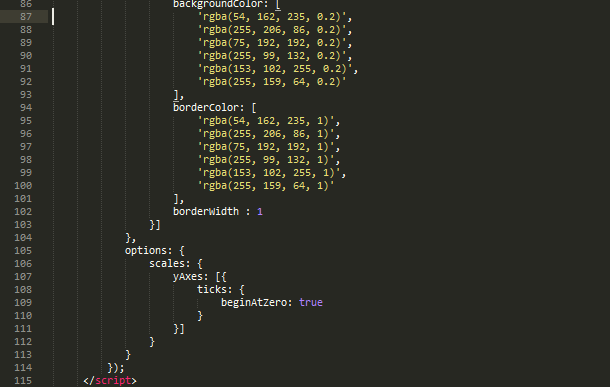 86 backgroundColor: [
87 'rgba(54, 162, 235, 0.2)',
88 'rgba(255, 206, 86, 0.2)',
89 'rgba(75, 192, 192, 0.2)',
90 'rgba(255, 99, 132, 0.2)',
91 'rgba(153, 102, 255, 0.2)',
92 'rgba(255, 159, 64, 0.2)'
93 ],
94 borderColor: [
95 'rgba(54, 162, 235, 1)',
96 'rgba(255, 206, 86, 1)',
97 'rgba(75, 192, 192, 1)',
98 'rgba(255, 99, 132, 1)',
99 'rgba(153, 102, 255, 1)',
100 'rgba(255, 159, 64, 1)'
101 ],
102 borderWidth : 1
103 }]
104 },
105 options: {
106 scales: {
107 yAxes: [{
108 ticks: {
109 beginAtZero: true
110 }
111 }]
112 }
113 }
114 });
115 </script>